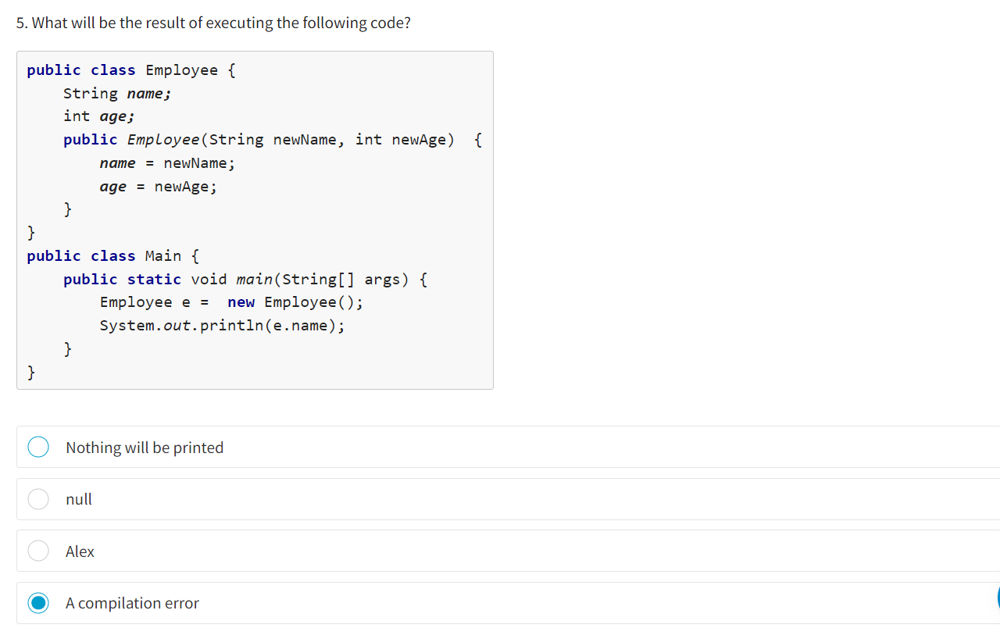 5. What will be the result of executing the following code?
public class Employee {
    String name;
    int age;
    public Employee(String newName, int newAge)  {
        name = newName;
        age = newAge;
    }
}
public class Main {
    public static void main(String[] args) {
        Employee e =  new Employee();
        System.out.println(e.name);
    }
}
Nothing will be printed
null
Alex
A compilation error